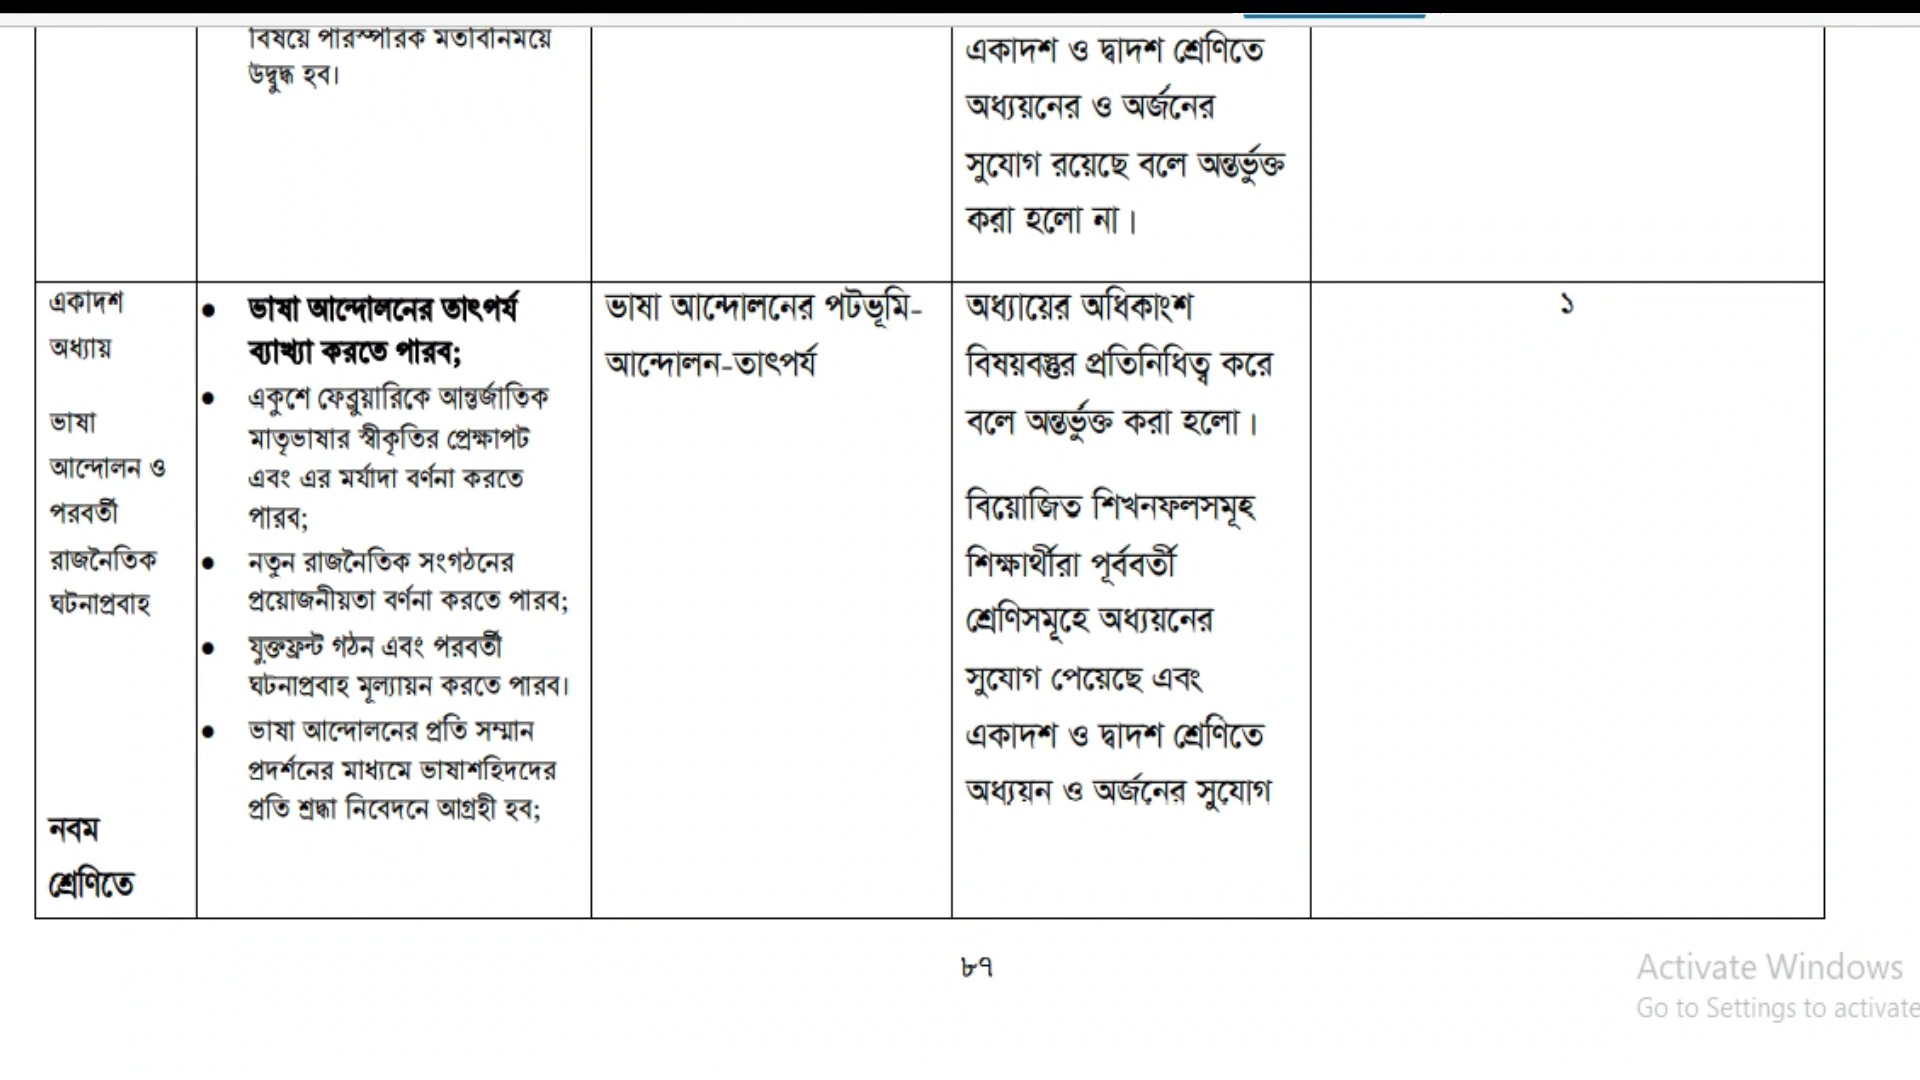 বিষয়ে পারস্পারিক মতবিনিময়ে
উদ্বুদ্ধ হব।
একাদশ ও দ্বাদশ শ্রেণিতে
অধ্যয়নের ও অর্জনের
সুযোগ রয়েছে বলে অন্তর্ভুক্ত
করা হলো না।
একাদশ
অধ্যায়
ভাষা
আন্দোলন ও
পরবর্তী
রাজনৈতিক
ঘটনাপ্রবাহ
নবম
শ্রেণিতে
● ভাষা আন্দোলনের তাৎপর্য
ব্যাখ্যা করতে পারব;
● একুশে ফেব্রুয়ারিকে আন্তর্জাতিক
মাতৃভাষার স্বীকৃতির প্রেক্ষাপট
এবং এর মর্যাদা বর্ণনা করতে
পারব;
● নতুন রাজনৈতিক সংগঠনের
প্রয়োজনীয়তা বর্ণনা করতে পারব;
● যুক্তফ্রন্ট গঠন এবং পরবর্তী
ঘটনাপ্রবাহ মূল্যায়ন করতে পারব।
● ভাষা আন্দোলনের প্রতি সম্মান
প্রদর্শনের মাধ্যমে ভাষাশহিদদের
প্রতি শ্রদ্ধা নিবেদনে আগ্রহী হব;
ভাষা আন্দোলনের পটভূমি-
আন্দোলন-তাৎপর্য
অধ্যায়ের অধিকাংশ
বিষয়বস্তুর প্রতিনিধিত্ব করে
বলে অন্তর্ভুক্ত করা হলো।
বিয়োজিত শিখনফলসমূহ
শিক্ষার্থীরা পূর্ববর্তী
শ্রেণিসমূহে অধ্যয়নের
সুযোগ পেয়েছে এবং
একাদশ ও দ্বাদশ শ্রেণিতে
অধ্যয়ন ও অর্জনের সুযোগ
১
৮৭
Activate Windows
Go to Settings to activate